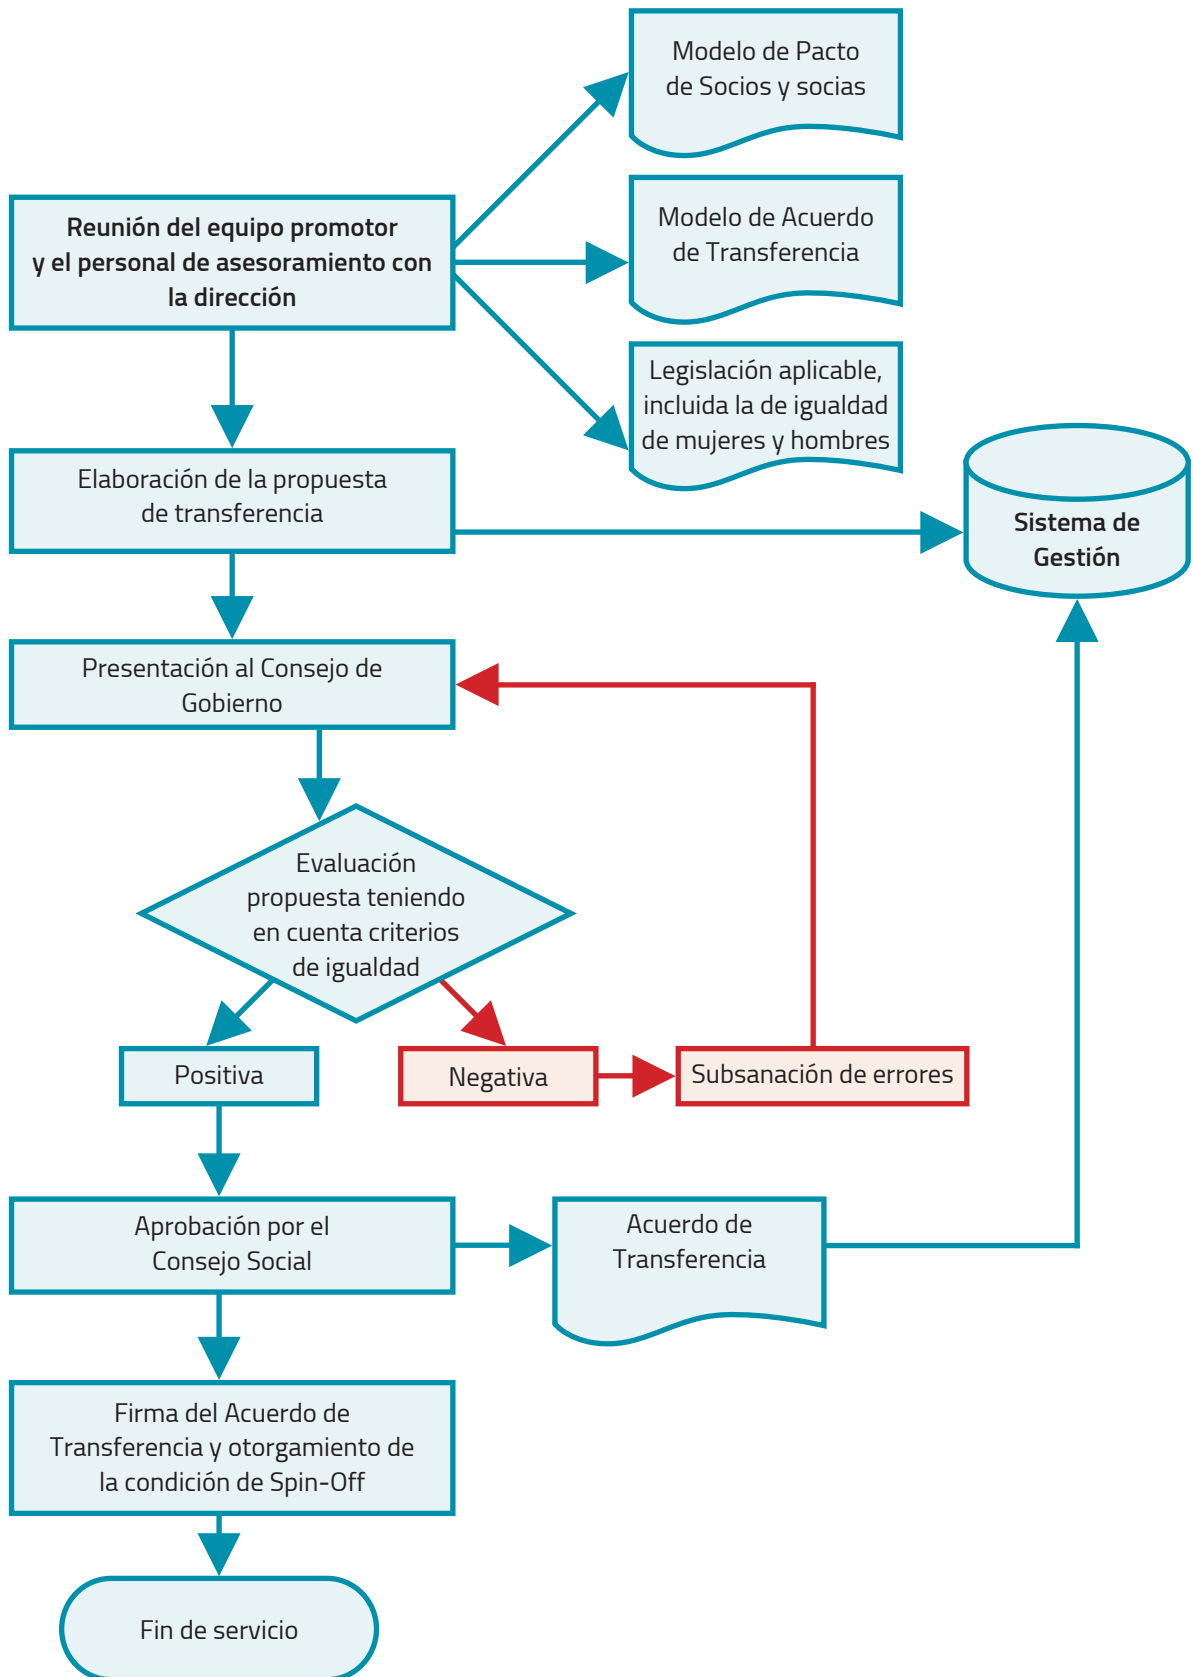 Modelo de Pacto
de Socios y socias
Reunión del equipo promotor
y el personal de asesoramiento con
la dirección
Modelo de Acuerdo
de Transferencia
Legislación aplicable,
incluida la de igualdad
de mujeres y hombres
Elaboración de la propuesta
de transferencia
Sistema de
Gestión
Presentación al Consejo de
Gobierno
Evaluación
propuesta teniendo
en cuenta criterios
de igualdad
Positiva
Negativa
Subsanación de errores
Aprobación por el
Consejo Social
Acuerdo de
Transferencia
Firma del Acuerdo de
Transferencia y otorgamiento de
la condición de Spin-Off
Fin de servicio